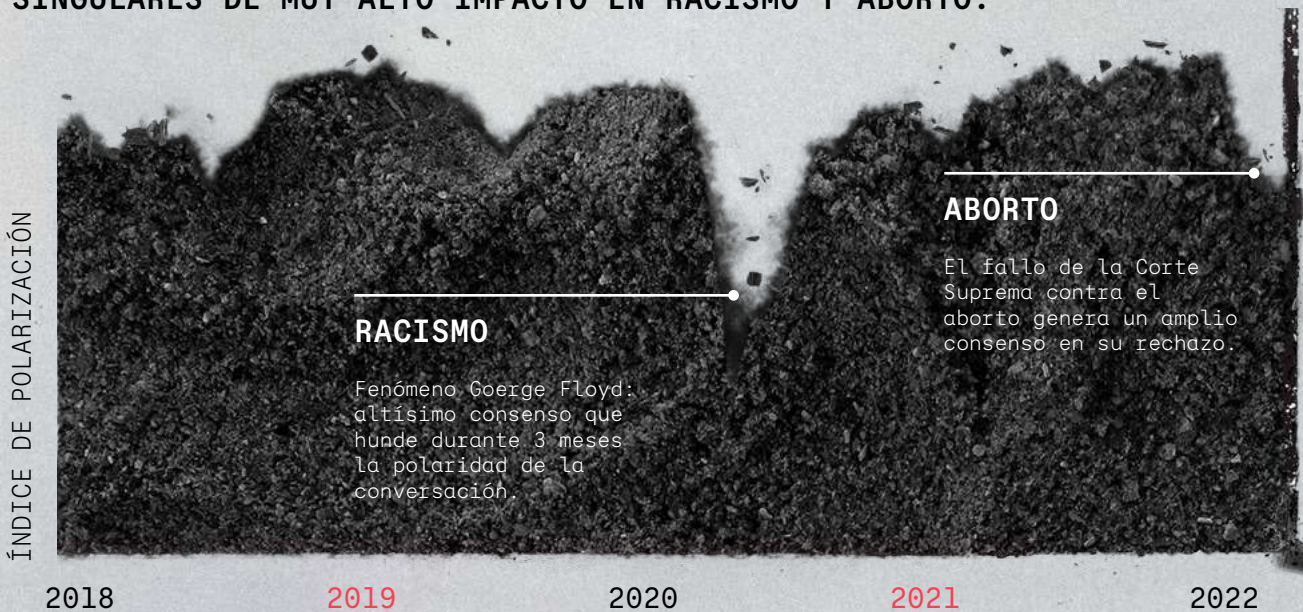 SINGULARES DE MUY ALTO IMPACTO EN RACISMO Y ABORTO.
ÍNDICE DE POLARIZACIÓN
ABORTO
El fallo de la Corte
Suprema contra el
aborto genera un amplio
consenso en su rechazo.
RACISMO
Fenómeno Goerge Floyd:
altísimo consenso que
hunde durante 3 meses
la polaridad de la
conversación.
2018 2019 2020 2021 2022